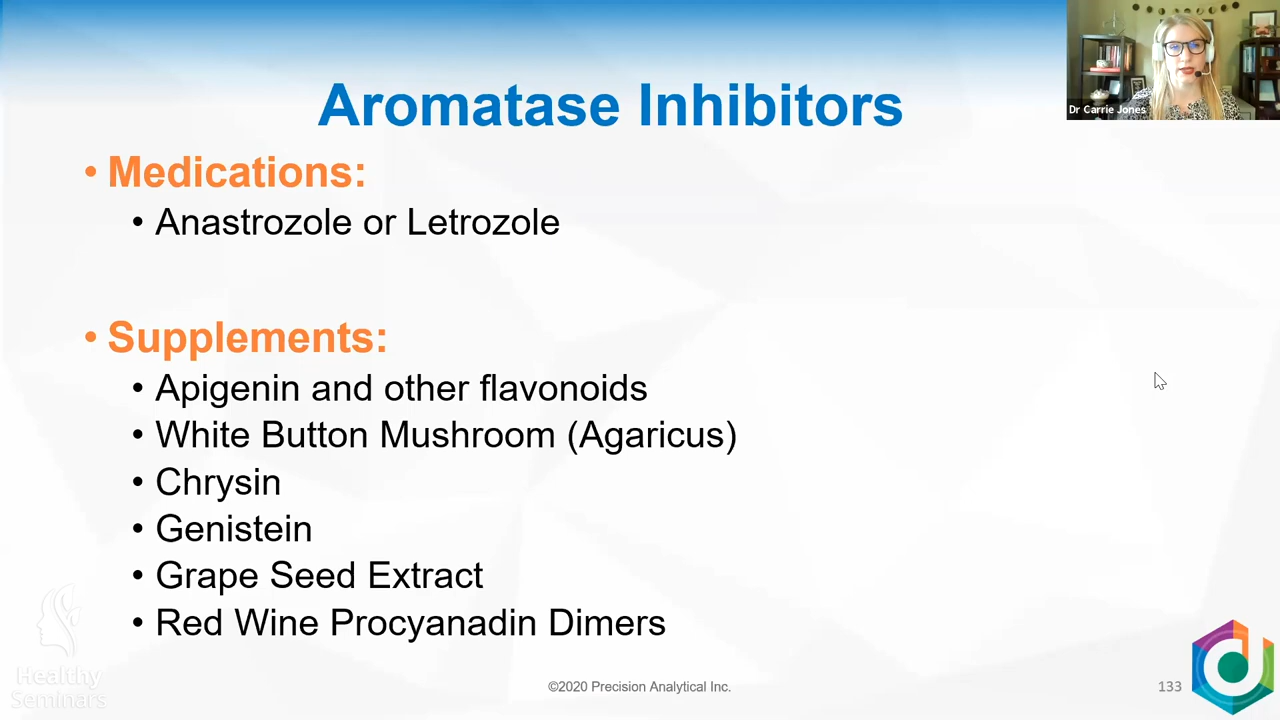 Dr Carrie Jones
Aromatase Inhibitors
• Medications:
• Anastrozole or Letrozole
• Supplements:
• Apigenin and other flavonoids
• White Button Mushroom (Agaricus)
• Chrysin
• Genistein
• Grape Seed Extract
• Red Wine Procyanadin Dimers
Healthy
Seminars
©2020 Precision Analytical Inc.
133